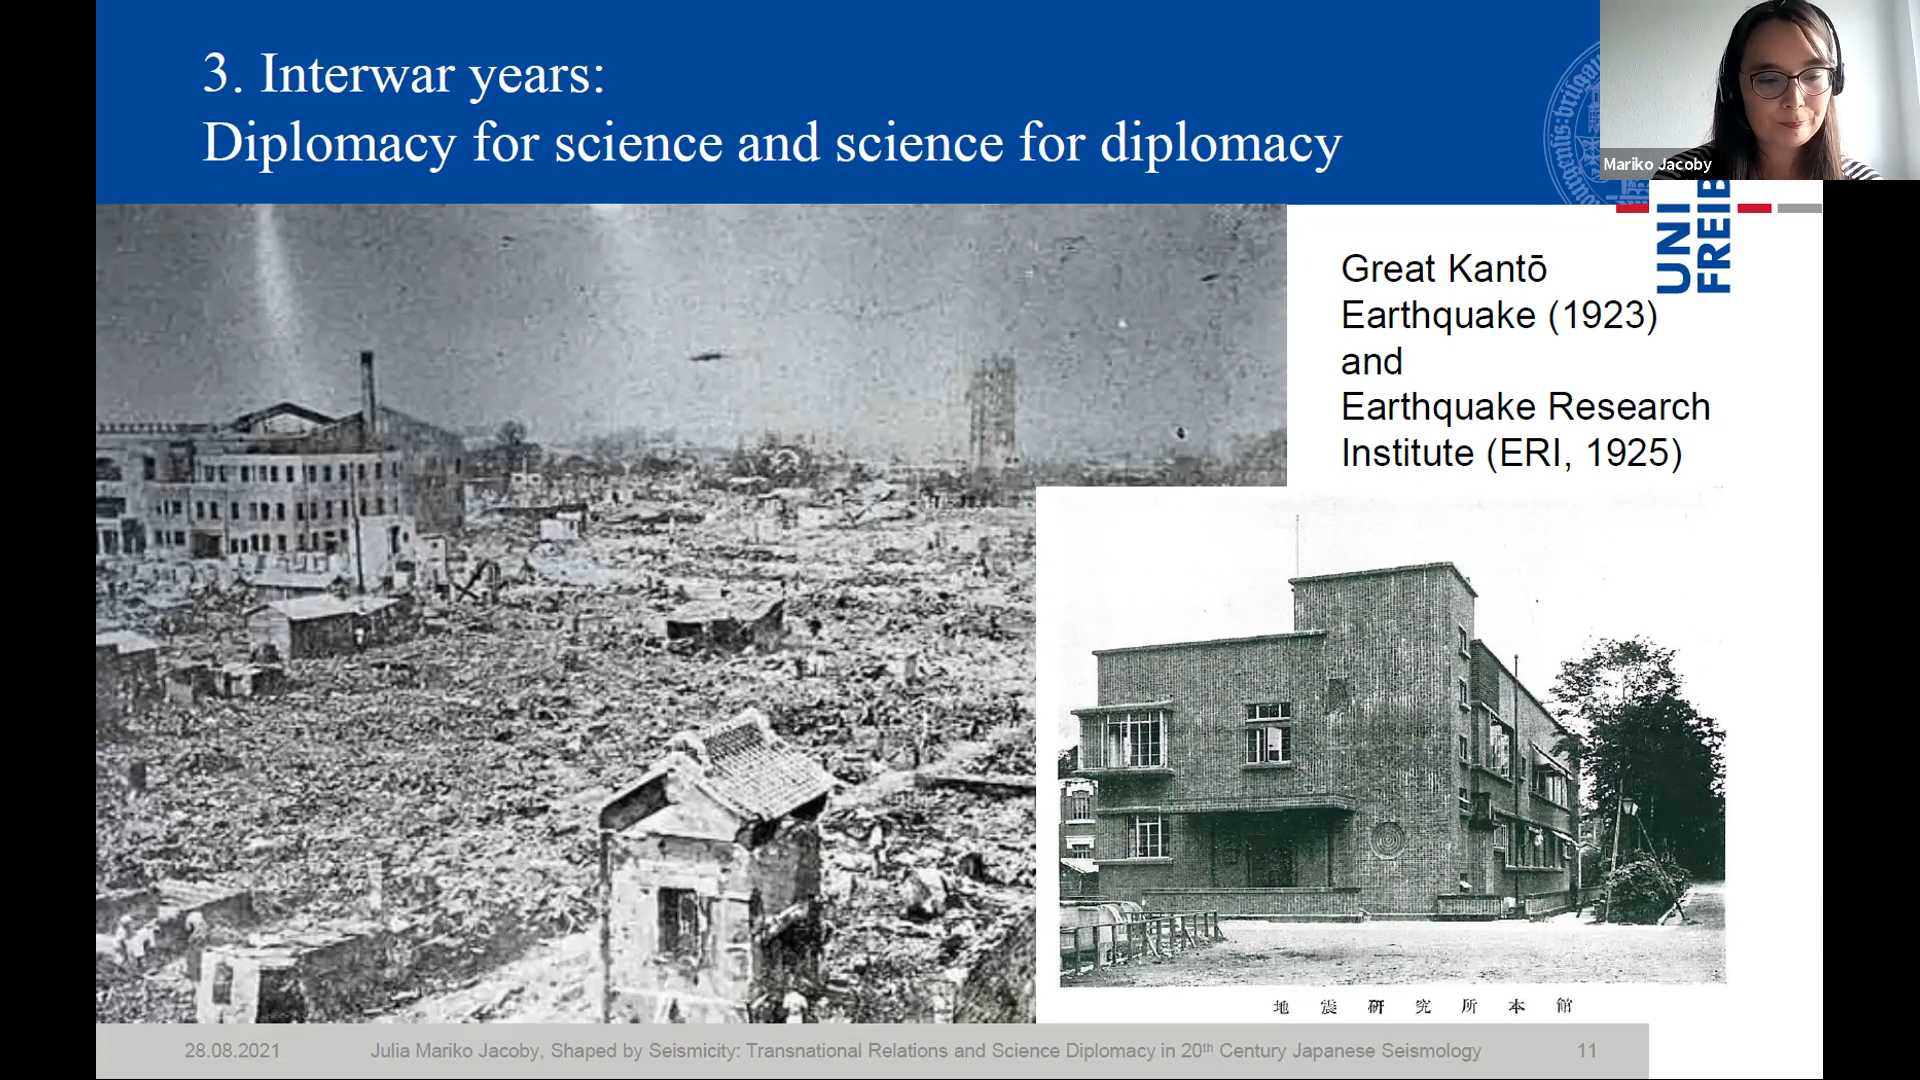 3. Interwar years:
Diplomacy for science and science for diplomacy
Mariko Jacoby
UNI
FREIB
Great Kantō
Earthquake (1923)
and
Earthquake Research
Institute (ERI, 1925)
地震研究所本館
28.08.2021 Julia Mariko Jacoby, Shaped by Seismicity: Transnational Relations and Science Diplomacy in 20th Century Japanese Seismology 11